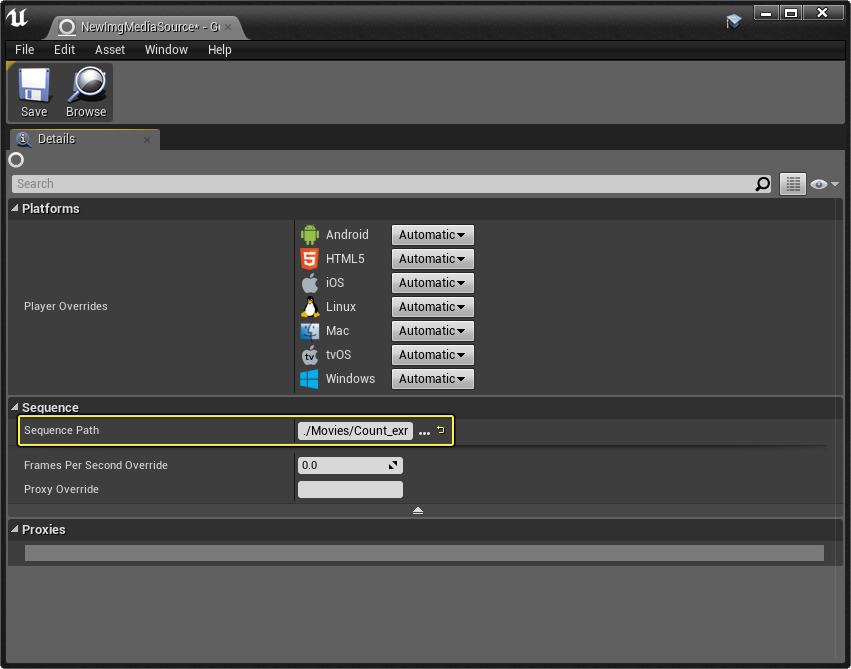 NewImgMediaSource* - G
File Edit Asset Window Help
Save Browse
Details
Search
Platforms
Player Overrides
Android Automatic
HTML5 Automatic
iOS Automatic
Linux Automatic
Mac Automatic
tvOS Automatic
Windows Automatic
Sequence
Sequence Path ./Movies/Count_exr ...
Frames Per Second Override 0.0
Proxy Override
Proxies